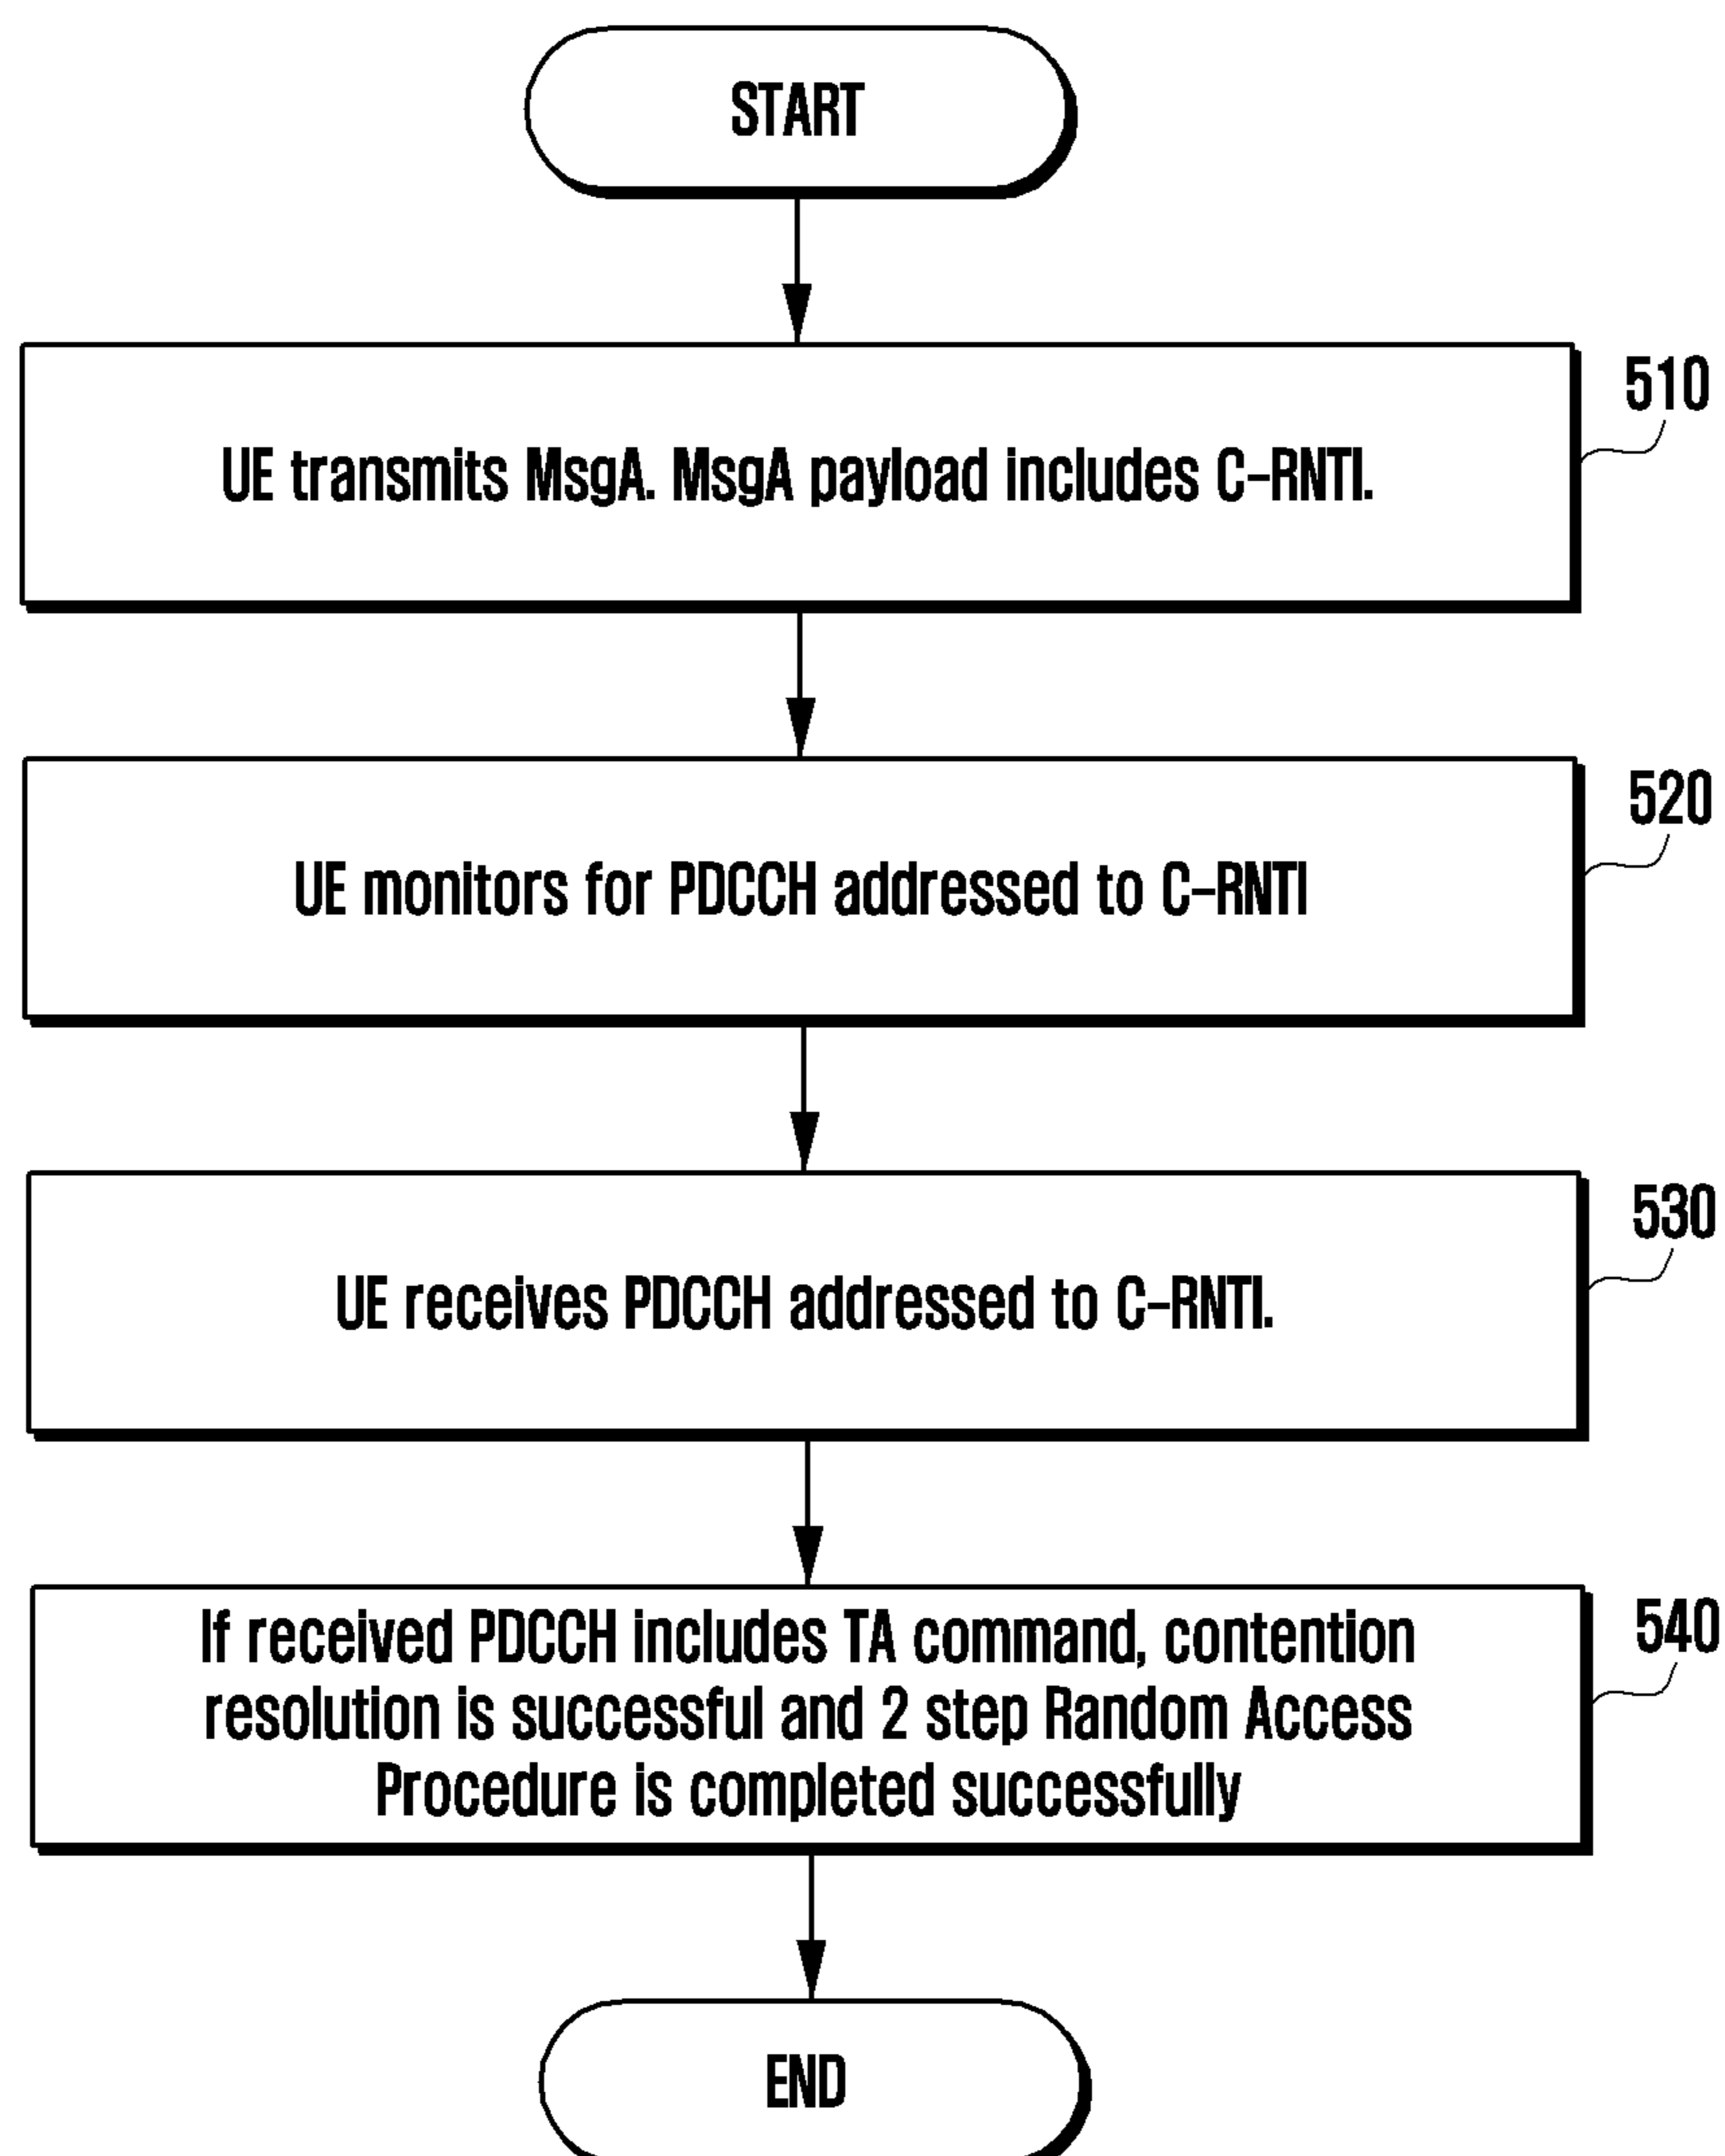 START
510
UE transmits MsgA. MsgA payload includes C-RNTI.
520
UE monitors for PDCCH addressed to C-RNTI
530
UE receives PDCCH addressed to C-RNTI.
540
If received PDCCH includes TA command, contention
resolution is successful and 2 step Random Access
Procedure is completed successfully
END